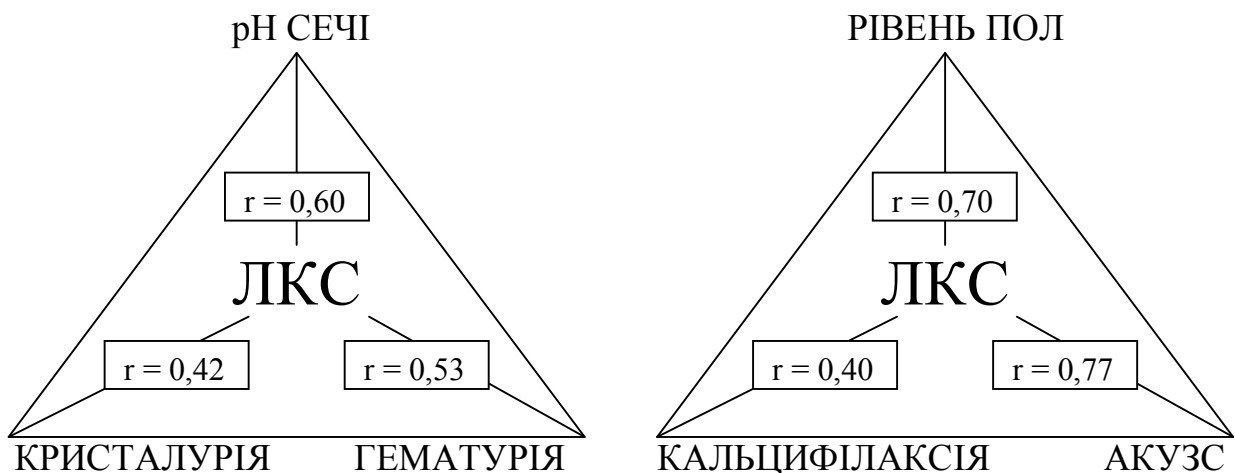 рН СЕЧІ
r = 0,60
ЛКС
r = 0,42
r = 0,53
КРИСТАЛУРІЯ
ГЕМАТУРІЯ
РІВЕНЬ ПОЛ
r = 0,70
ЛКС
r = 0,40
r = 0,77
КАЛЬЦИФІЛАКСІЯ
АКУЗС